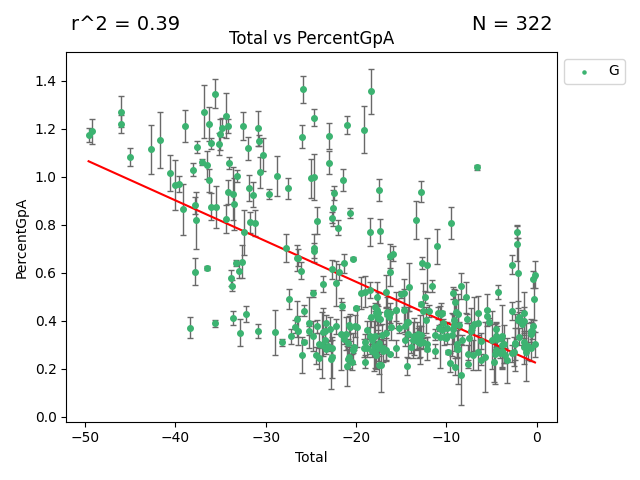 r^2 = 0.39
N = 322
Total vs PercentGpA
G
PercentGpA
1.4
1.2
1.0
0.8
0.6
0.4
0.2
0.0
−50
−40
−30
−20
−10
0
Total